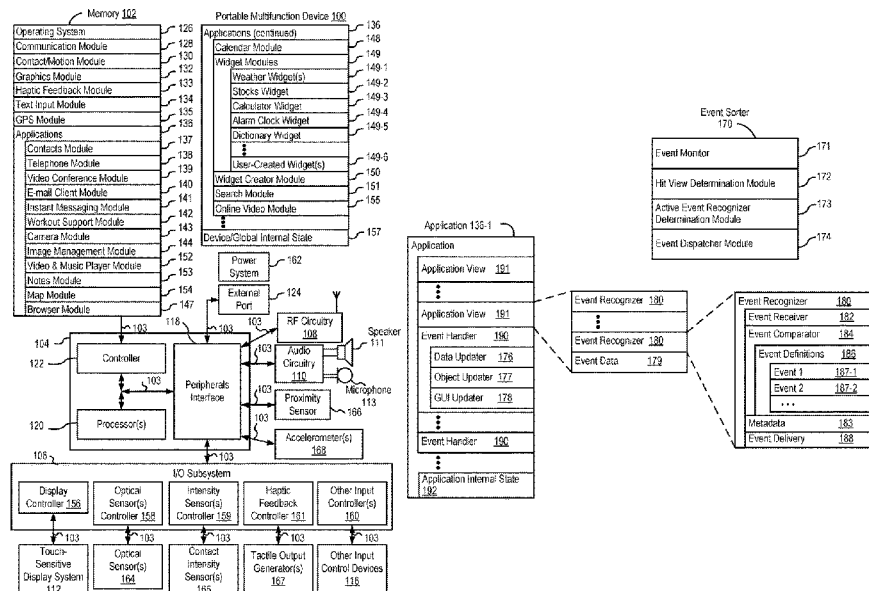 Memory 102
Operating System
126
Communication Module
128
Contact/Motion Module
130
Graphics Module
132
Haptic Feedback Module
133
Text Input Module
134
GPS Module
135
Applications
136
Contacts Module
137
Telephone Module
138
Video Conference Module
139
E-mail Client Module
140
Instant Messaging Module
141
Workout Support Module
142
Camera Module
143
Image Management Module
144
Video & Music Player Module
152
Notes Module
153
Map Module
154
Browser Module
147
Portable Multifunction Device 100
Applications (continued)
136
Calendar Module
148
Widget Modules
149
Weather Widget(s)
149-1
Stocks Widget
149-2
Calculator Widget
149-3
Alarm Clock Widget
149-4
Dictionary Widget
149-5
User-Created Widget(s)
149-6
Widget Creator Module
150
Search Module
151
Online Video Module
155
Device/Global Internal State
157
Power
System
162
External
Port
124
103
103
118
103
RF Circuitry
108
Speaker
111
104
Controller
122
103
Peripherals
Interface
103
Audio
Circuitry
110
Microphone
113
103
Proximity
Sensor
166
120
Processor(s)
103
Accelerometer(s)
168
103
106
I/O Subsystem
Display
Controller 156
Optical
Sensor(s)
Controller 158
Intensity
Sensor(s)
Controller 159
Haptic
Feedback
Controller 161
Other Input
Controller(s)
160
103
103
103
103
103
Touch-
Sensitive
Display System
112
Optical
Sensor(s)
164
Contact
Intensity
Sensor(s)
165
Tactile Output
Generator(s)
167
Other Input
Control Devices
116
Application 136-1
Application
Application View 191
Application View 191
Event Handler 190
Data Updater 176
Object Updater 177
GUI Updater 178
Event Handler 190
Application Internal State
192
Event Recognizer 180
Event Recognizer 180
Event Data 179
Event Sorter
170
Event Monitor
171
Hit View Determination Module
172
Active Event Recognizer
Determination Module
173
Event Dispatcher Module
174
Event Recognizer 180
Event Receiver 182
Event Comparator 184
Event Definitions 186
Event 1 187-1
Event 2 187-2
. . .
Metadata 183
Event Delivery 188